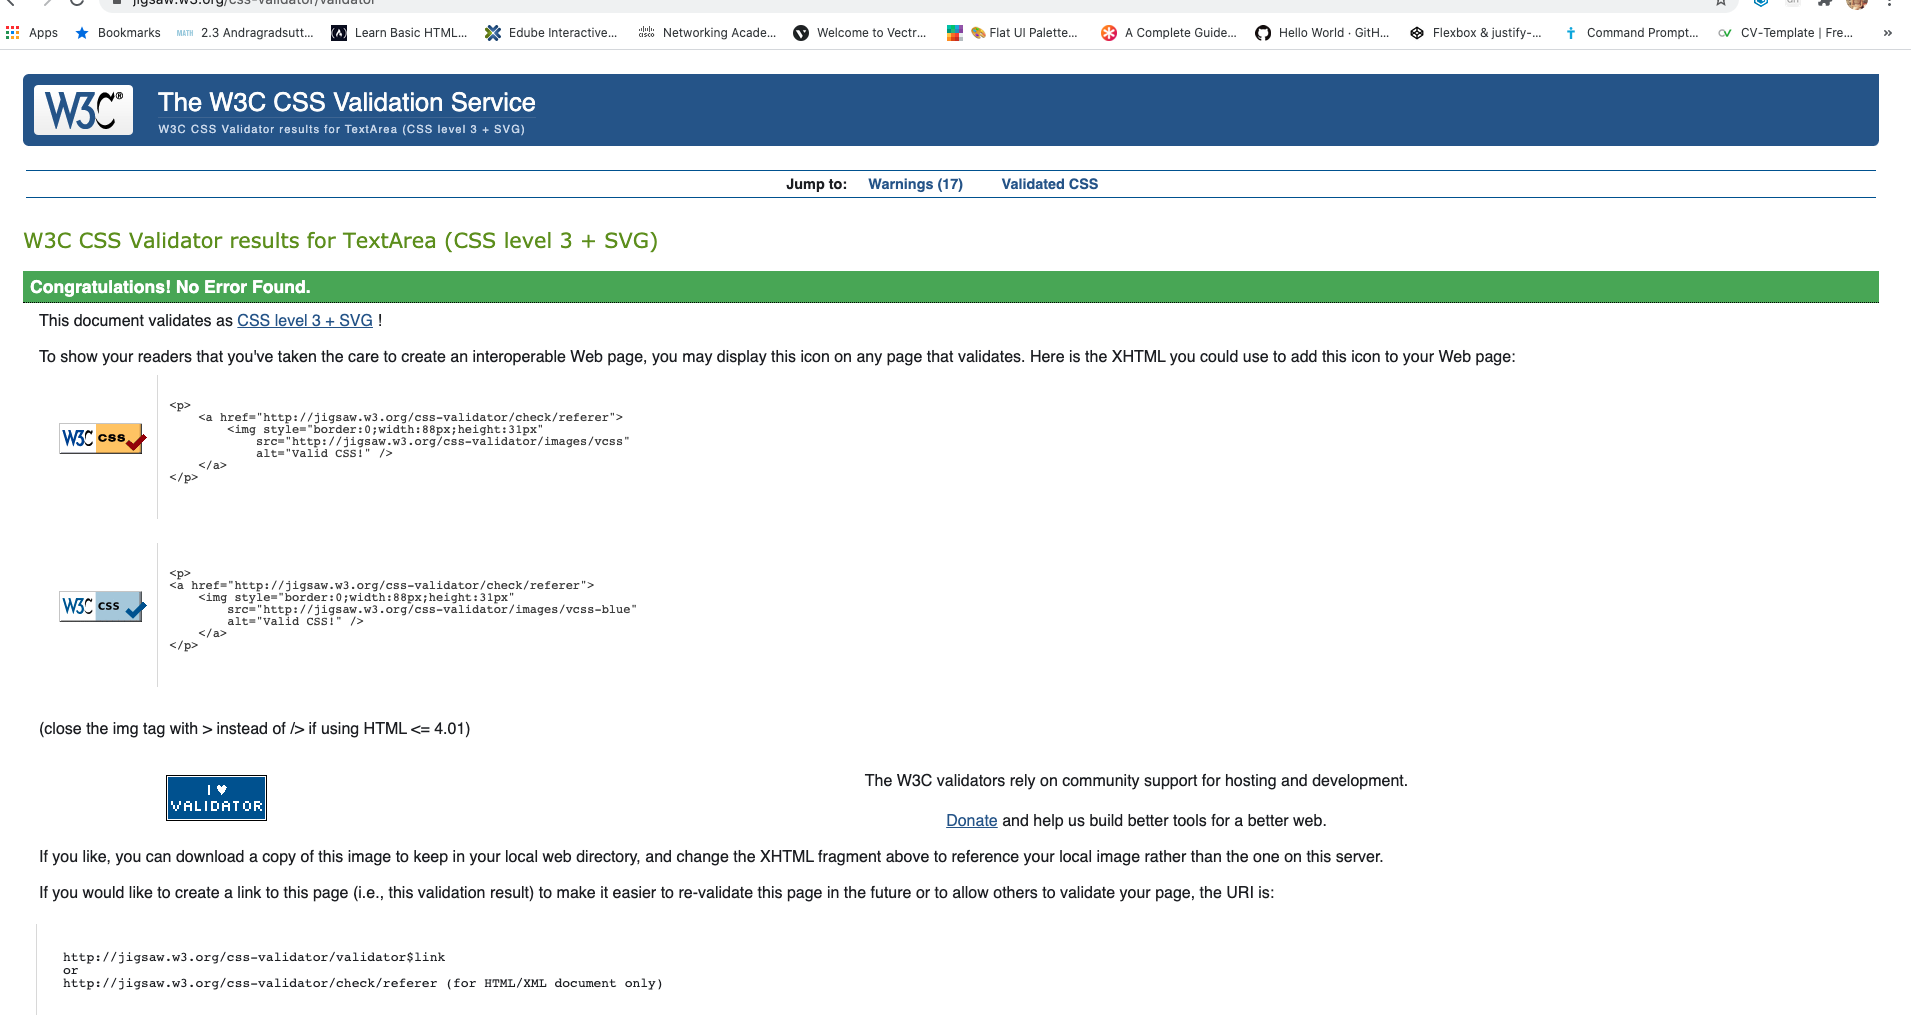 jigsaw.w3.org/css-validator/validator
Apps Bookmarks MATH 2.3 Andragradsutt... Learn Basic HTML... Edube Interactive... cisco Networking Acade... Welcome to Vectr... Flat UI Palette... A Complete Guide... Hello World · GitH... Flexbox & justify-... Command Prompt... CV-Template | Fre... »
W3C® The W3C CSS Validation Service
W3C CSS Validator results for TextArea (CSS level 3 + SVG)
Jump to: Warnings (17) Validated CSS
W3C CSS Validator results for TextArea (CSS level 3 + SVG)
Congratulations! No Error Found.
This document validates as CSS level 3 + SVG !
To show your readers that you've taken the care to create an interoperable Web page, you may display this icon on any page that validates. Here is the XHTML you could use to add this icon to your Web page:
W3C css
<p>
<a href="http://jigsaw.w3.org/css-validator/check/referer">
<img style="border:0;width:88px;height:31px"
src="http://jigsaw.w3.org/css-validator/images/vcss"
alt="Valid CSS!" />
</a>
</p>
W3C css
<p>
<a href="http://jigsaw.w3.org/css-validator/check/referer">
<img style="border:0;width:88px;height:31px"
src="http://jigsaw.w3.org/css-validator/images/vcss-blue"
alt="Valid CSS!" />
</a>
</p>
(close the img tag with > instead of /> if using HTML <= 4.01)
I ♥
VALIDATOR
The W3C validators rely on community support for hosting and development.
Donate and help us build better tools for a better web.
If you like, you can download a copy of this image to keep in your local web directory, and change the XHTML fragment above to reference your local image rather than the one on this server.
If you would like to create a link to this page (i.e., this validation result) to make it easier to re-validate this page in the future or to allow others to validate your page, the URI is:
http://jigsaw.w3.org/css-validator/validator$link
or
http://jigsaw.w3.org/css-validator/check/referer (for HTML/XML document only)